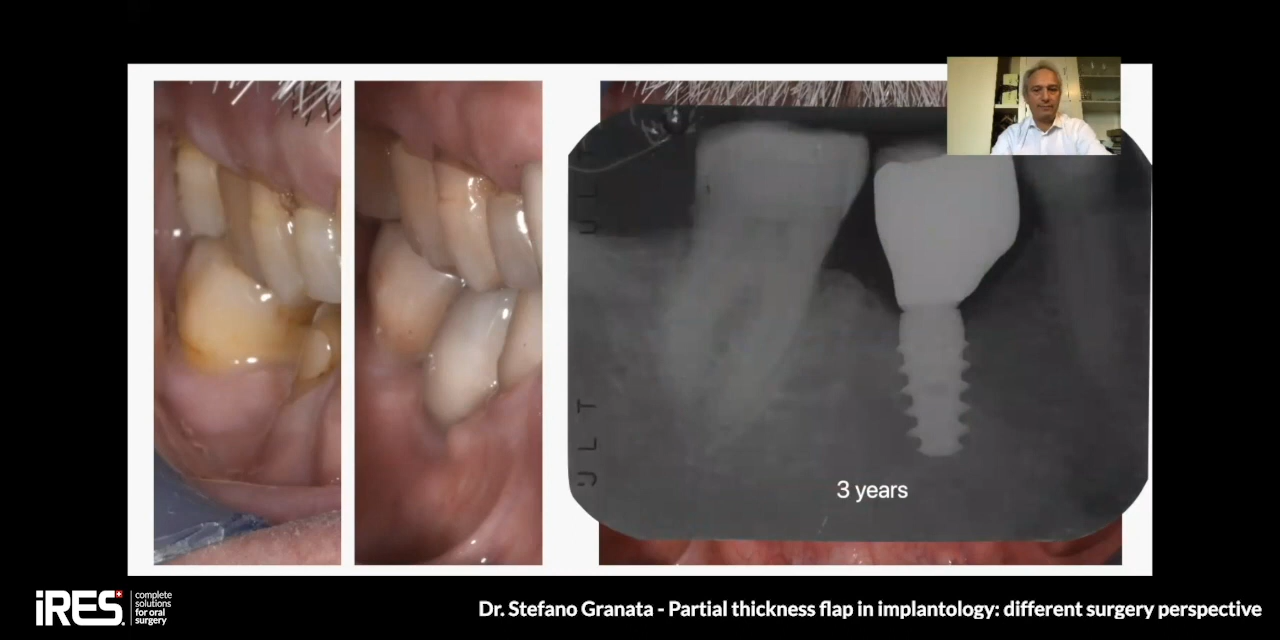 3 years
iRES
complete
solutions
for oral
surgery
Dr. Stefano Granata - Partial thickness flap in implantology: different surgery perspective